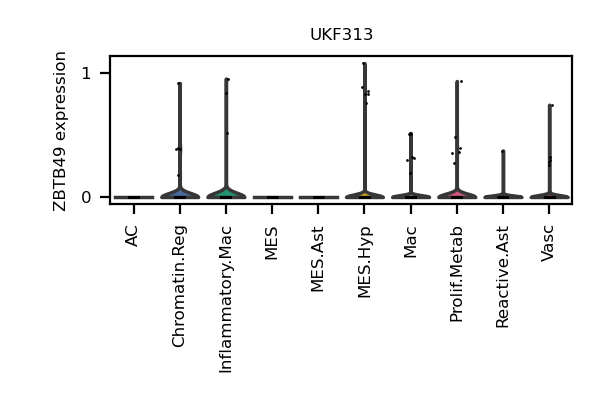 UKF313
ZBTB49 expression
1
0
AC
Chromatin.Reg
Inflammatory.Mac
MES
MES.Ast
MES.Hyp
Mac
Prolif.Metab
Reactive.Ast
Vasc